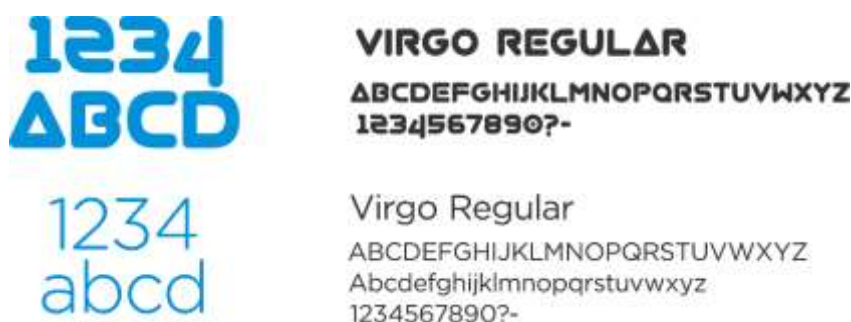 1234
ABCD
VIRGO REGULAR
ABCDEFGHIJKLMNOPQRSTUVWXYZ
1234567890?-
1234
abcd
Virgo Regular
ABCDEFGHIJKLMNOPQRSTUVWXYZ
Abcdefghijklmnopqrstuvwxyz
1234567890?-